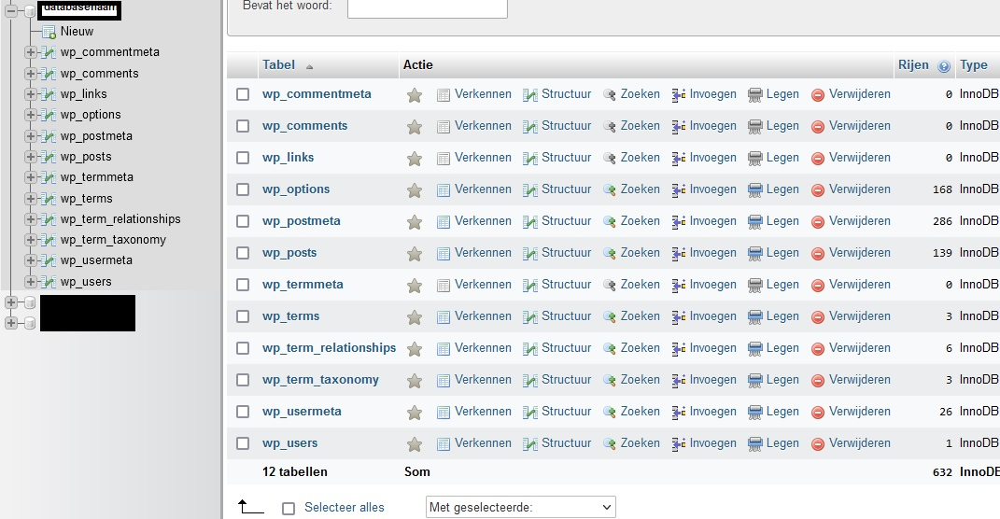 databasenaam
Nieuw
wp_commentmeta
wp_comments
wp_links
wp_options
wp_postmeta
wp_posts
wp_termmeta
wp_terms
wp_term_relationships
wp_term_taxonomy
wp_usermeta
wp_users
Bevat het woord:
Tabel Actie Rijen Type
wp_commentmeta Verkennen Structuur Zoeken Invoegen Legen Verwijderen 0 InnoDB
wp_comments Verkennen Structuur Zoeken Invoegen Legen Verwijderen 0 InnoDB
wp_links Verkennen Structuur Zoeken Invoegen Legen Verwijderen 0 InnoDB
wp_options Verkennen Structuur Zoeken Invoegen Legen Verwijderen 168 InnoDB
wp_postmeta Verkennen Structuur Zoeken Invoegen Legen Verwijderen 286 InnoDB
wp_posts Verkennen Structuur Zoeken Invoegen Legen Verwijderen 139 InnoDB
wp_termmeta Verkennen Structuur Zoeken Invoegen Legen Verwijderen 0 InnoDB
wp_terms Verkennen Structuur Zoeken Invoegen Legen Verwijderen 3 InnoDB
wp_term_relationships Verkennen Structuur Zoeken Invoegen Legen Verwijderen 6 InnoDB
wp_term_taxonomy Verkennen Structuur Zoeken Invoegen Legen Verwijderen 3 InnoDB
wp_usermeta Verkennen Structuur Zoeken Invoegen Legen Verwijderen 26 InnoDB
wp_users Verkennen Structuur Zoeken Invoegen Legen Verwijderen 1 InnoDB
12 tabellen Som 632 InnoDB
Selecteer alles Met geselecteerde: